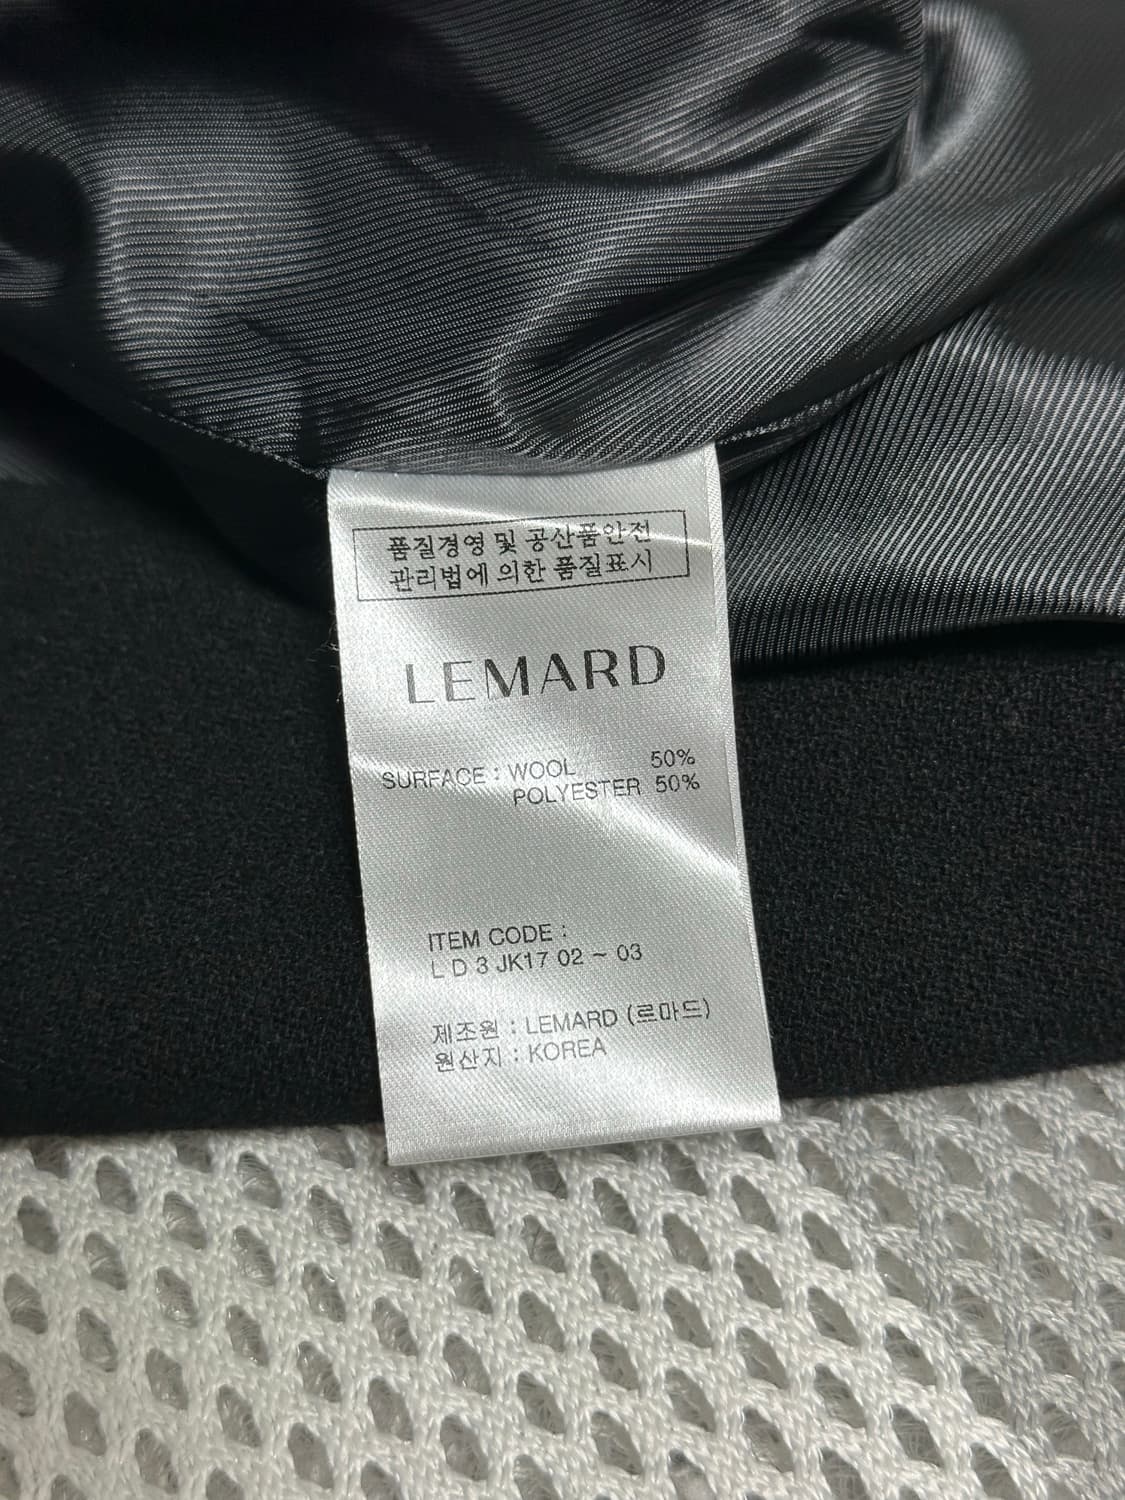 품질경영 및 공산품안전
관리법에 의한 품질표시
LEMARD
SURFACE : WOOL 50%
POLYESTER 50%
ITEM CODE :
L D 3 JK17 02 ~ 03
제조원 : LEMARD (르마드)
원산지 : KOREA